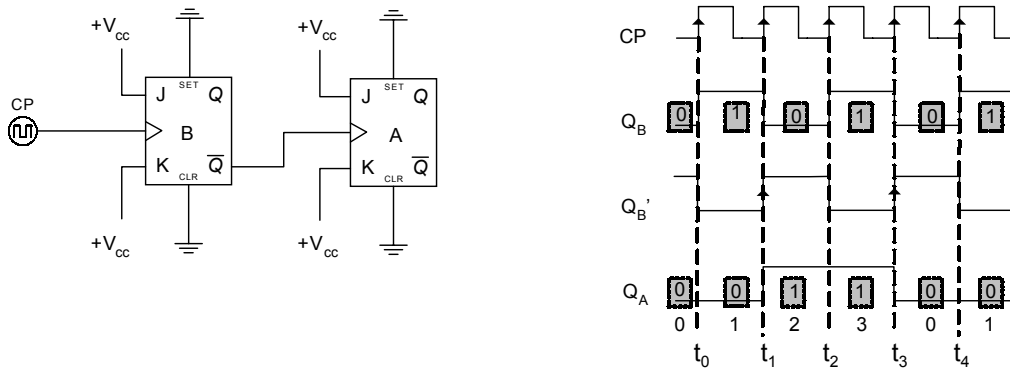 +Vcc +Vcc
SET SET
J Q J Q
CP
B A
K Q K Q
CLR CLR
+Vcc +Vcc
CP
QB 0 1 0 1 0 1
QB'
QA 0 0 1 1 0 0
0 1 2 3 0 1
t0 t1 t2 t3 t4